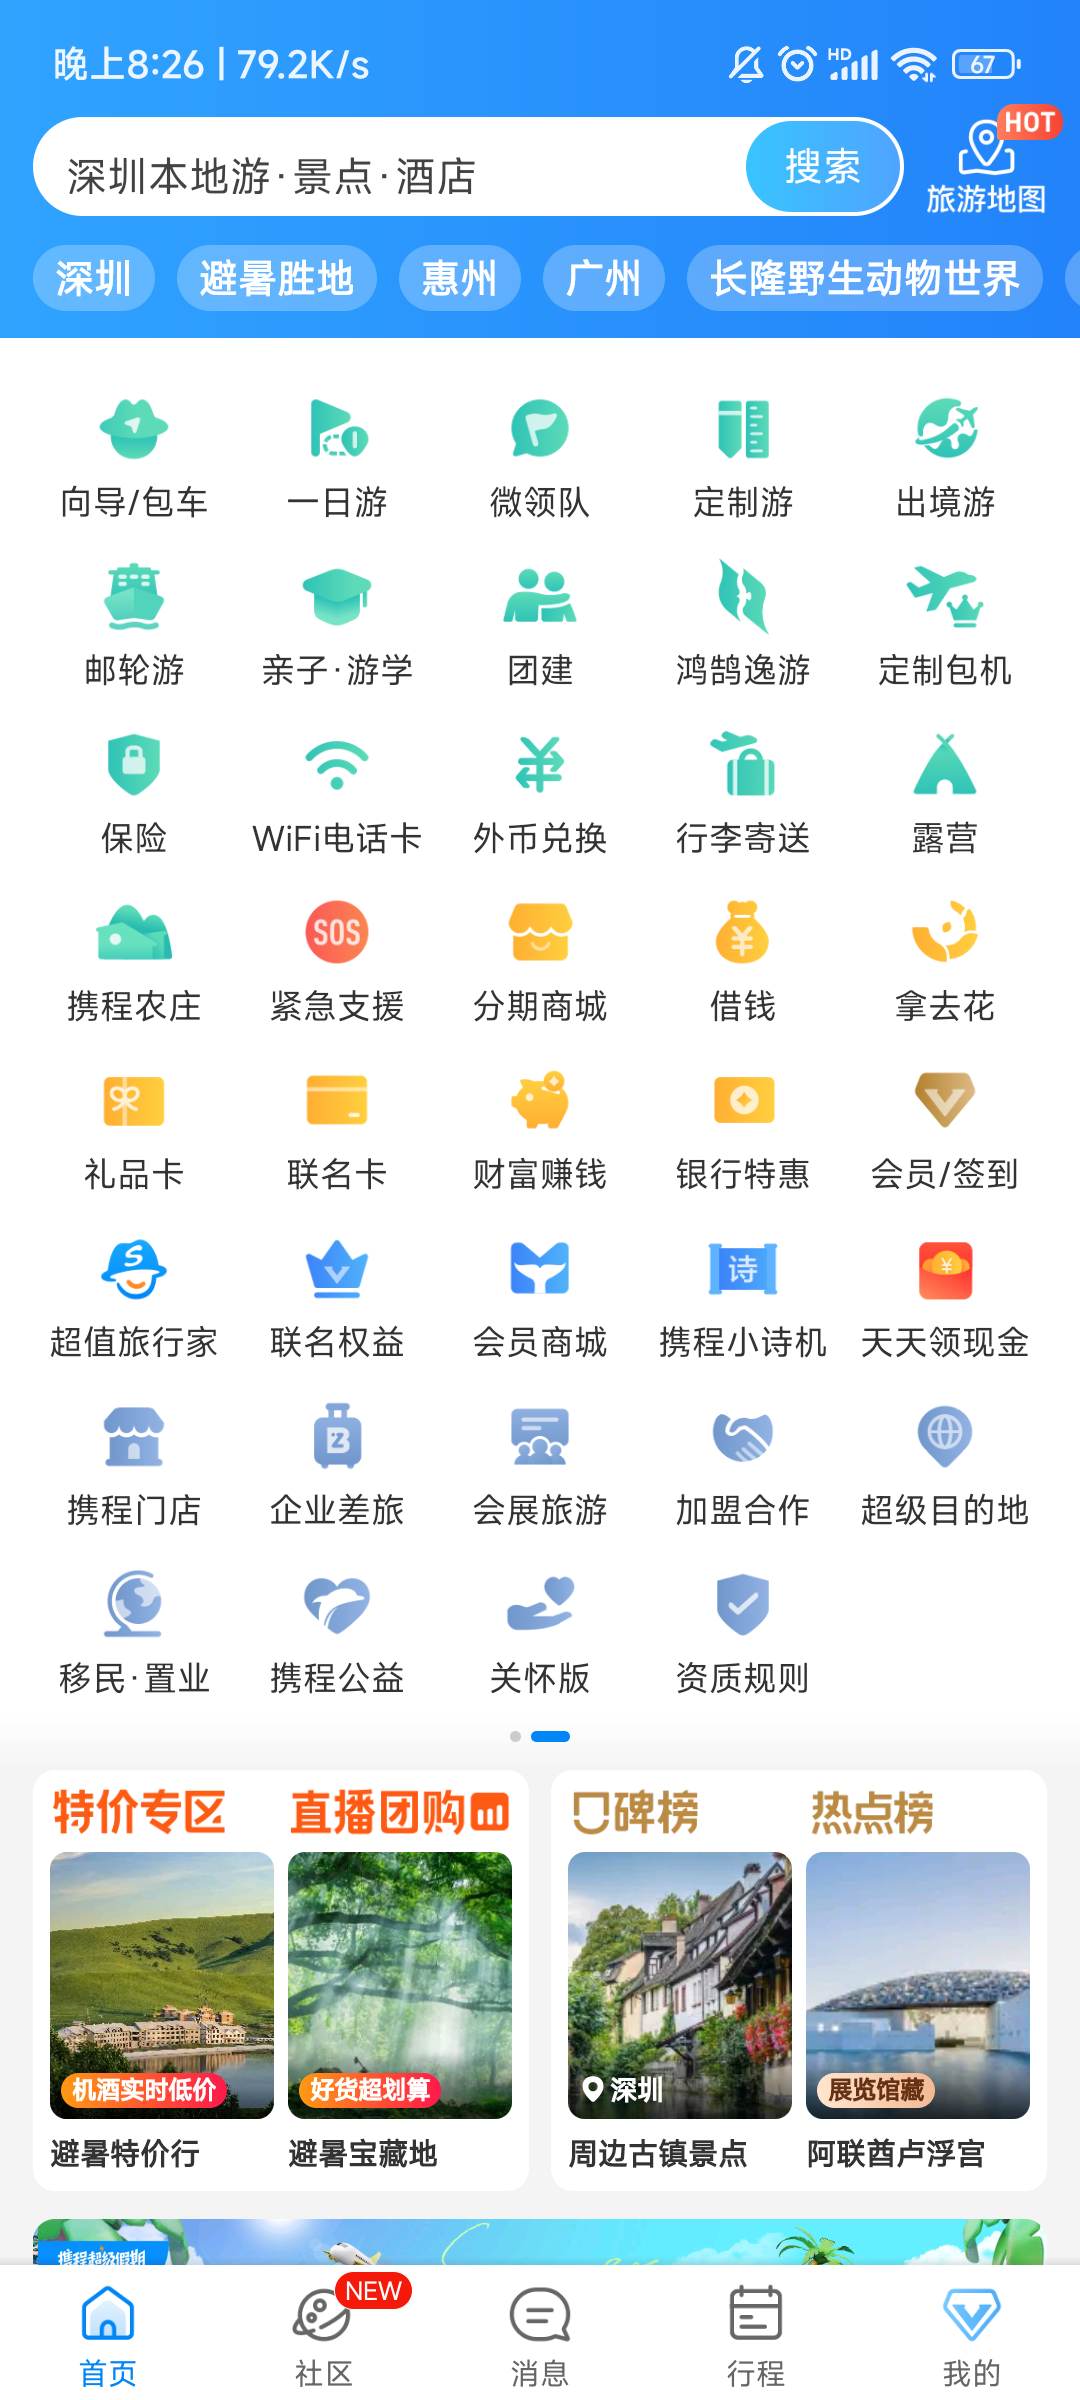 晚上8:26 | 79.2K/s
HD
67
深圳本地游·景点·酒店
搜索
HOT
旅游地图
深圳 避暑胜地 惠州 广州 长隆野生动物世界
向导/包车 一日游 微领队 定制游 出境游
邮轮游 亲子·游学 团建 鸿鹄逸游 定制包机
保险 WiFi电话卡 外币兑换 行李寄送 露营
SOS
携程农庄 紧急支援 分期商城 借钱 拿去花
礼品卡 联名卡 财富赚钱 银行特惠 会员/签到
诗
超值旅行家 联名权益 会员商城 携程小诗机 天天领现金
携程门店 企业差旅 会展旅游 加盟合作 超级目的地
移民·置业 携程公益 关怀版 资质规则
特价专区 直播团购 口碑榜 热点榜
机酒实时低价 好货超划算 深圳 展览馆藏
避暑特价行 避暑宝藏地 周边古镇景点 阿联酋卢浮宫
携程超级假期
NEW
首页 社区 消息 行程 我的